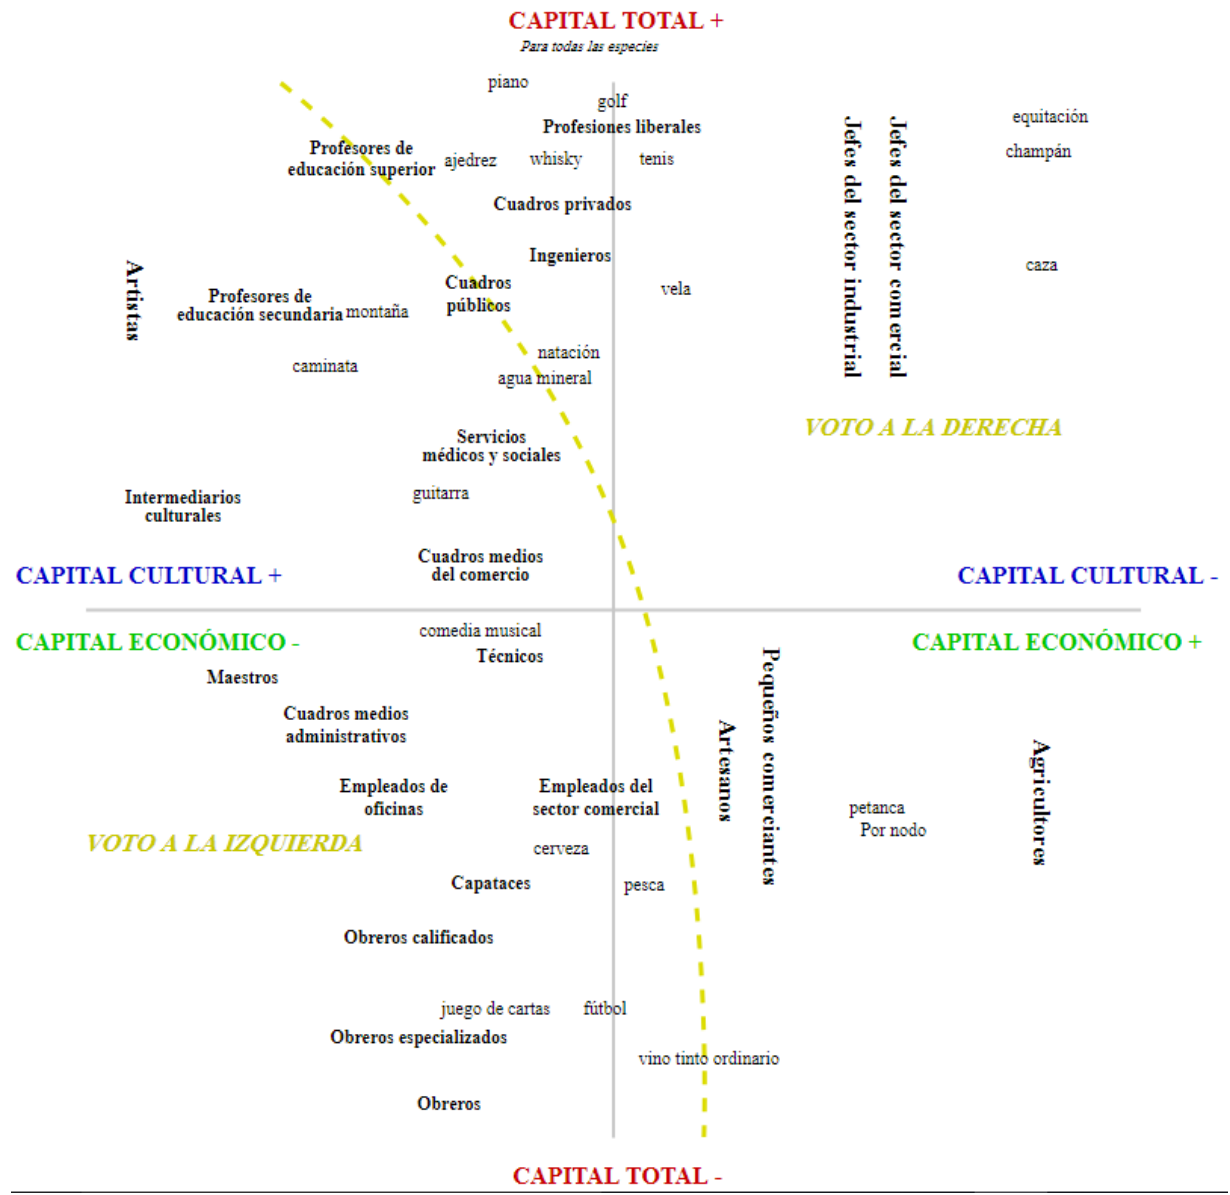 CAPITAL TOTAL +
Para todas las especies
piano
golf
equitación
Profesiones liberales
Jefes del sector industrial
Jefes del sector comercial
Profesores de
educación superior
ajedrez
whisky
tenis
champán
Cuadros privados
Ingenieros
Artistas
caza
Cuadros
públicos
vela
Profesores de
educación secundaria
montaña
natación
caminata
agua mineral
VOTO A LA DERECHA
Servicios
médicos y sociales
guitarra
Intermediarios
culturales
Cuadros medios
del comercio
CAPITAL CULTURAL +
CAPITAL CULTURAL -
CAPITAL ECONÓMICO -
comedia musical
CAPITAL ECONÓMICO +
Técnicos
Maestros
Pequeños comerciantes
Artesanos
Agricultores
Cuadros medios
administrativos
Empleados de
oficinas
Empleados del
sector comercial
petanca
Por nodo
VOTO A LA IZQUIERDA
cerveza
Capataces
pesca
Obreros calificados
juego de cartas
fútbol
Obreros especializados
vino tinto ordinario
Obreros
CAPITAL TOTAL -